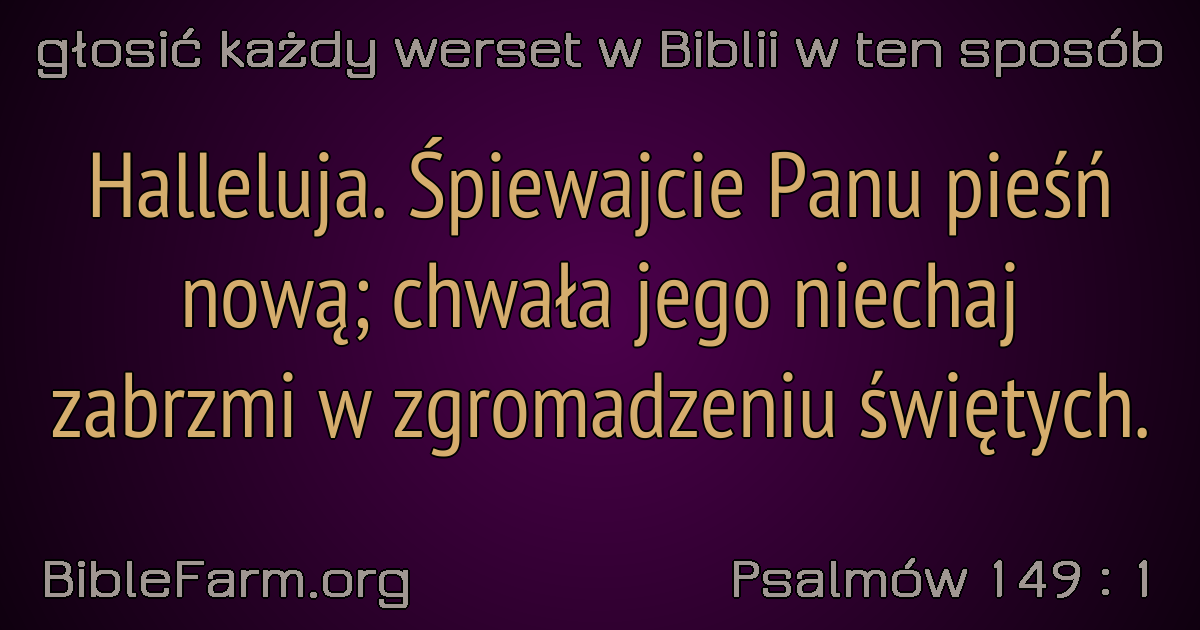 głosić każdy werset w Biblii w ten sposób
Halleluja. Śpiewajcie Panu pieśń
nową; chwała jego niechaj
zabrzmi w zgromadzeniu świętych.
BibleFarm.org
Psalmów 149 : 1